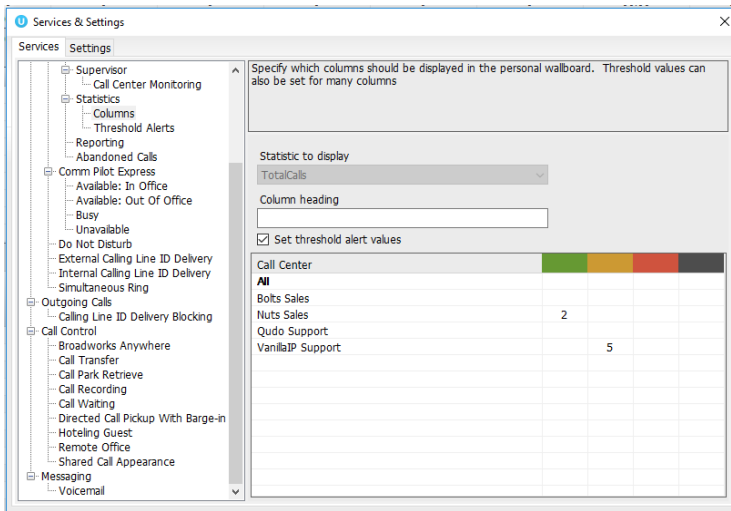 U Services & Settings
Services Settings
Supervisor
Call Center Monitoring
Statistics
Columns
Threshold Alerts
Reporting
Abandoned Calls
Comm Pilot Express
Available: In Office
Available: Out Of Office
Busy
Unavailable
Do Not Disturb
External Calling Line ID Delivery
Internal Calling Line ID Delivery
Simultaneous Ring
Outgoing Calls
Calling Line ID Delivery Blocking
Call Control
Broadworks Anywhere
Call Transfer
Call Park Retrieve
Call Recording
Call Waiting
Directed Call Pickup With Barge-in
Hoteling Guest
Remote Office
Shared Call Appearance
Messaging
Voicemail
Specify which columns should be displayed in the personal wallboard. Threshold values can
also be set for many columns
Statistic to display
TotalCalls
Column heading
Set threshold alert values
Call Center
All
Bolts Sales
Nuts Sales 2
Qudo Support
VanillaIP Support 5